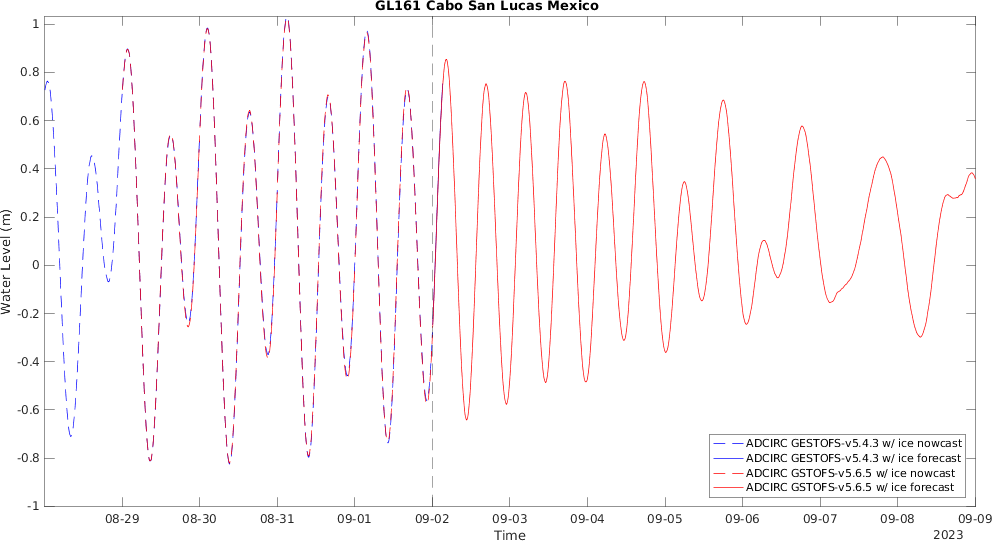 GL161 Cabo San Lucas Mexico
1
0.8
0.6
0.4
0.2
0
-0.2
-0.4
-0.6
-0.8
-1
Water Level (m)
ADCIRC GESTOFS-v5.4.3 w/ ice nowcast
ADCIRC GESTOFS-v5.4.3 w/ ice forecast
ADCIRC GSTOFS-v5.6.5 w/ ice nowcast
ADCIRC GSTOFS-v5.6.5 w/ ice forecast
08-29 08-30 08-31 09-01 09-02 09-03 09-04 09-05 09-06 09-07 09-08 09-09
Time
2023